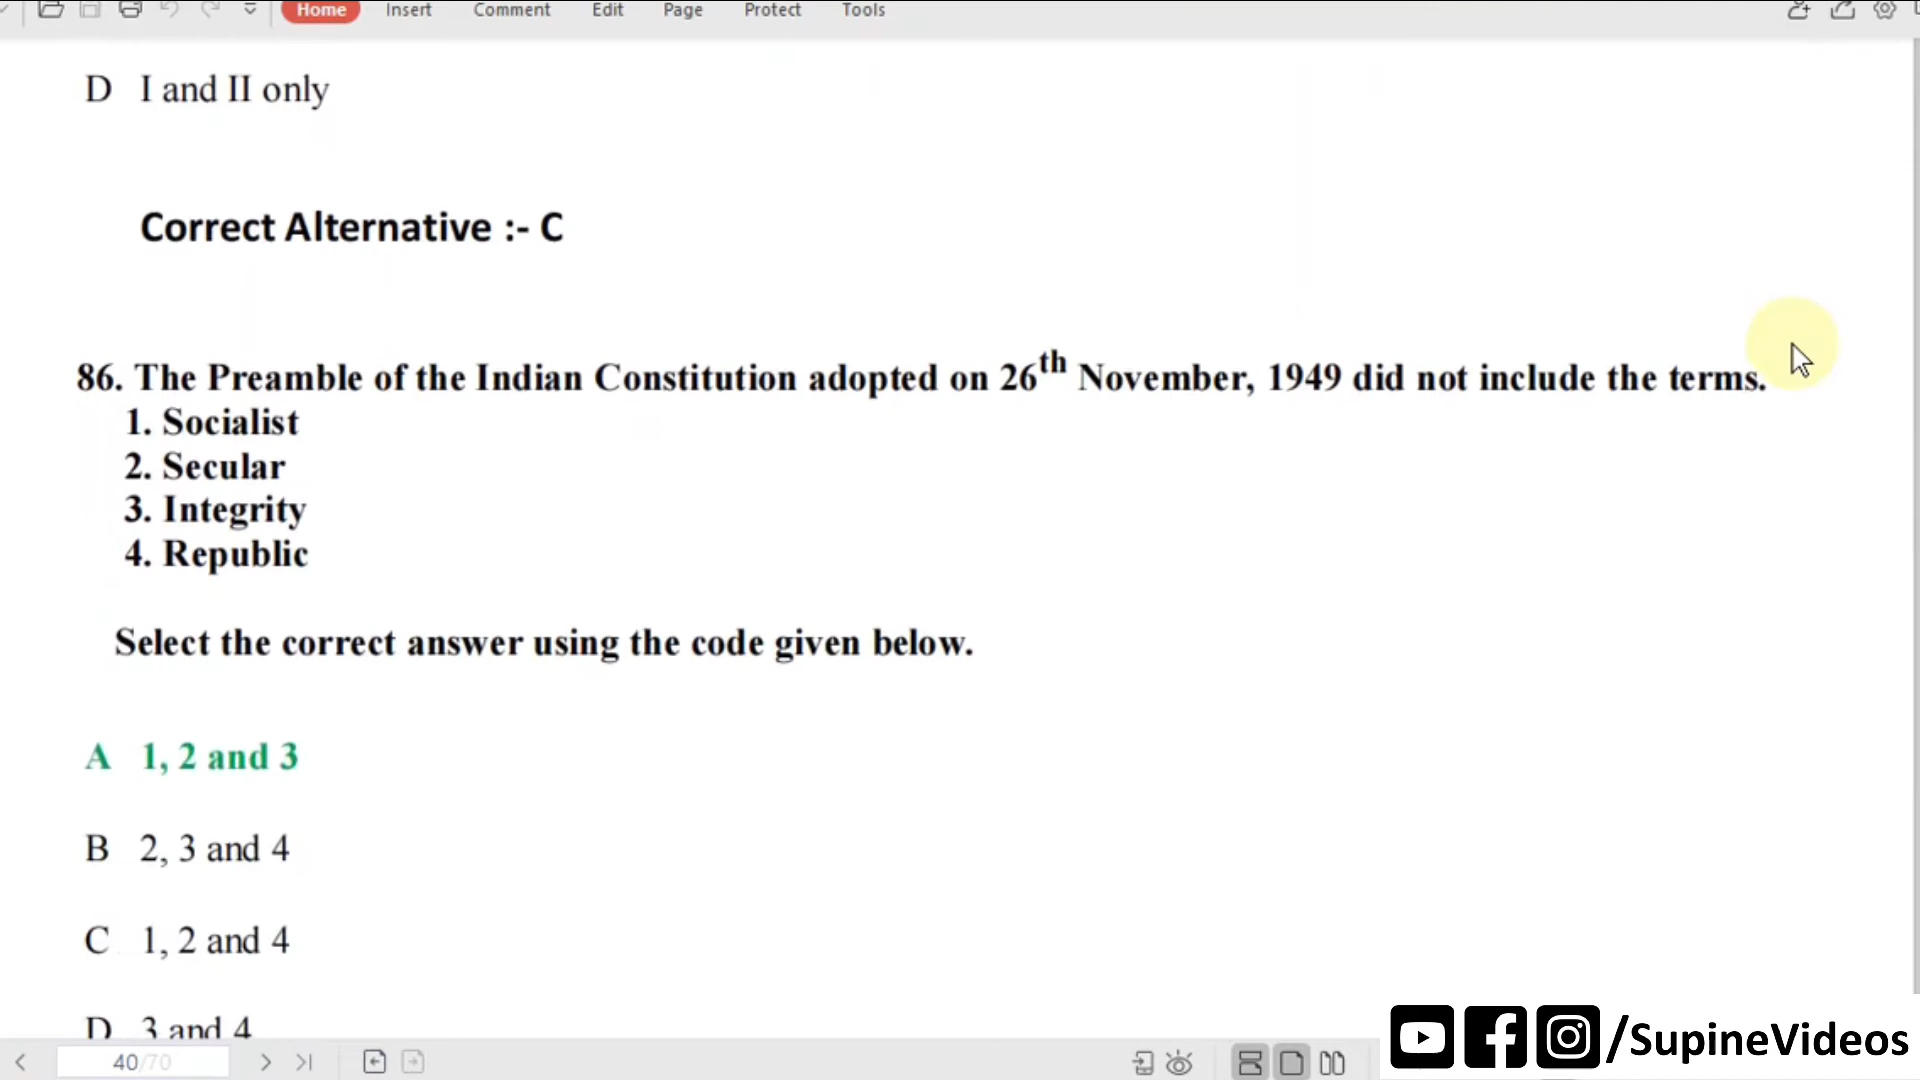 Home Insert Comment Edit Page Protect Tools
D I and II only
Correct Alternative :- C
86. The Preamble of the Indian Constitution adopted on 26th November, 1949 did not include the terms.
1. Socialist
2. Secular
3. Integrity
4. Republic
Select the correct answer using the code given below.
A 1, 2 and 3
B 2, 3 and 4
C 1, 2 and 4
D 3 and 4
40/70
/SupineVideos